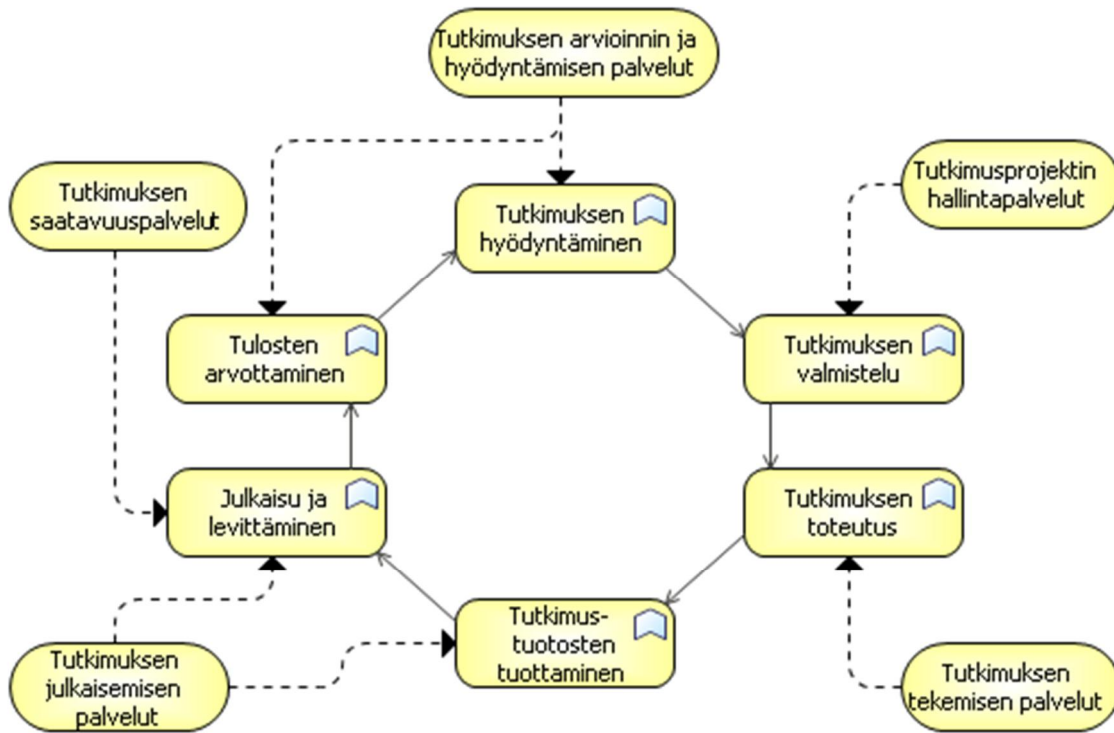 Tutkimuksen arvioinnin ja
hyödyntämisen palvelut
Tutkimuksen
saatavuuspalvelut
Tutkimusprojektin
hallintapalvelut
Tutkimuksen
hyödyntäminen
Tulosten
arvottaminen
Tutkimuksen
valmistelu
Julkaisu ja
levittäminen
Tutkimuksen
toteutus
Tutkimus-
tuotosten
tuottaminen
Tutkimuksen
julkaisemisen
palvelut
Tutkimuksen
tekemisen palvelut